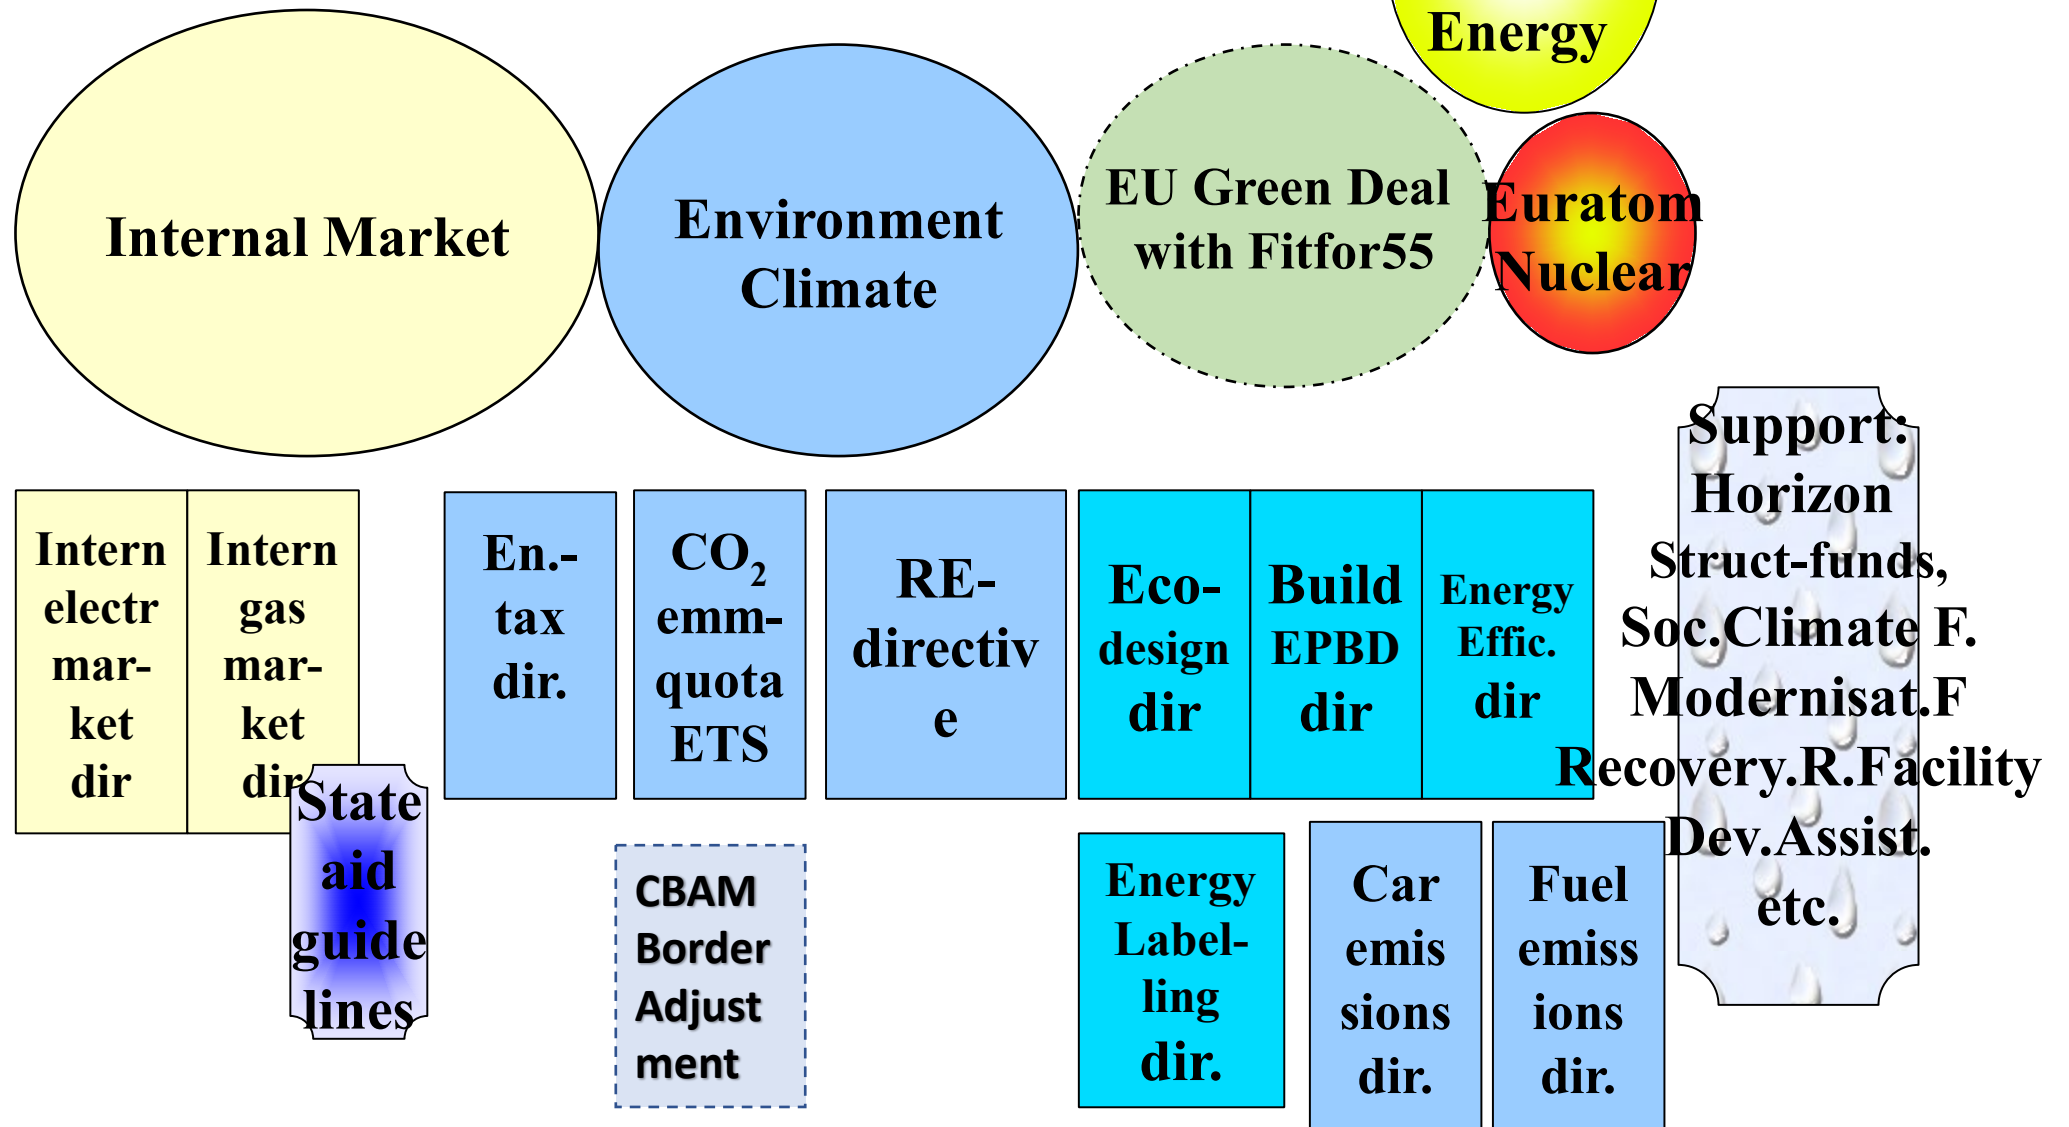 Energy
Internal Market
Environment
Climate
EU Green Deal
with Fitfor55
Euratom
Nuclear
Intern
electr
mar-
ket
dir
Intern
gas
mar-
ket
dir
State
aid
guide
lines
En.-
tax
dir.
CO₂
emm-
quota
ETS
RE-
directiv
e
Eco-
design
dir
Build
EPBD
dir
Energy
Effic.
dir
Support:
Horizon
Struct-funds,
Soc.Climate F.
Modernisat.F
Recovery.R.Facility
Dev.Assist.
etc.
CBAM
Border
Adjust
ment
Energy
Label-
ling
dir.
Car
emis
sions
dir.
Fuel
emiss
ions
dir.